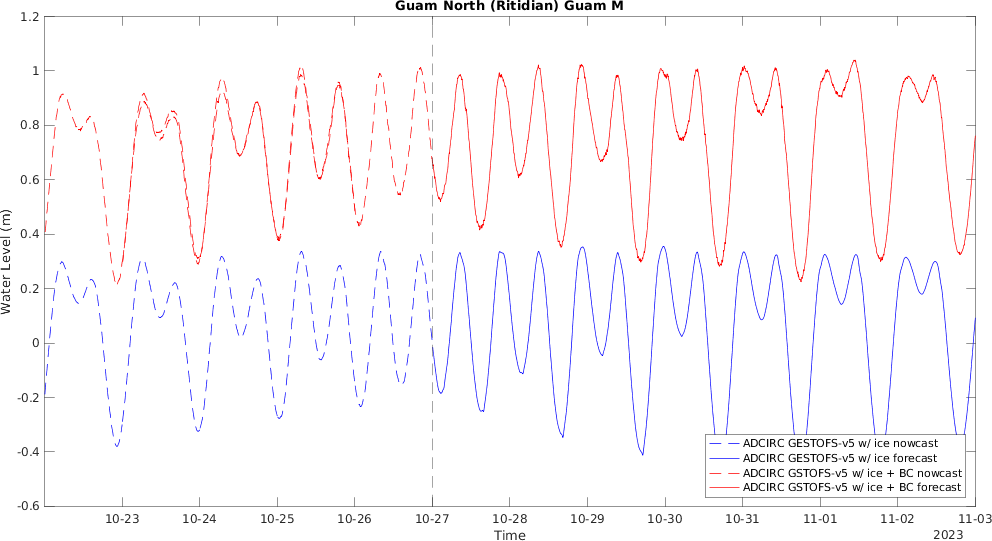 Guam North (Ritidian) Guam M
1.2
1
0.8
0.6
0.4
0.2
0
-0.2
-0.4
-0.6
Water Level (m)
ADCIRC GESTOFS-v5 w/ ice nowcast
ADCIRC GESTOFS-v5 w/ ice forecast
ADCIRC GSTOFS-v5 w/ ice + BC nowcast
ADCIRC GSTOFS-v5 w/ ice + BC forecast
10-23 10-24 10-25 10-26 10-27 10-28 10-29 10-30 10-31 11-01 11-02 11-03
Time
2023